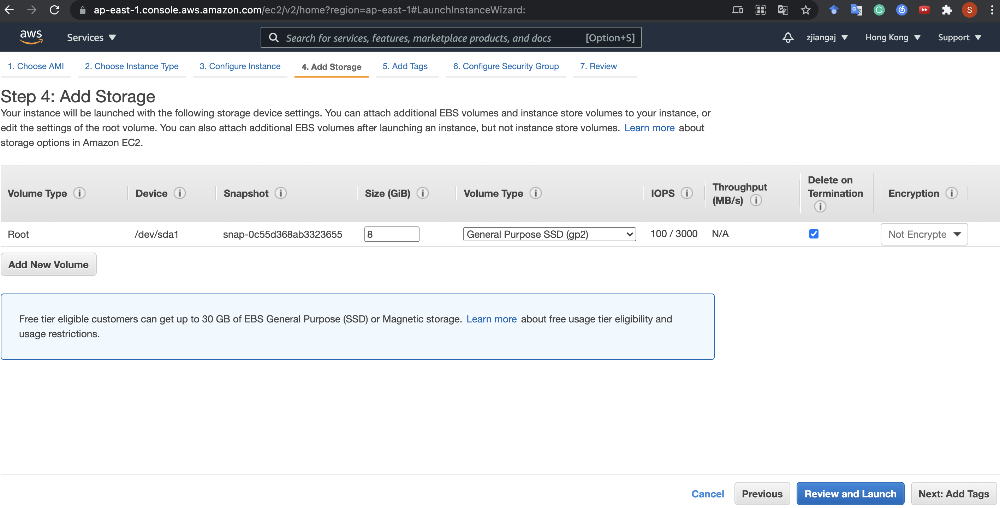 ap-east-1.console.aws.amazon.com/ec2/v2/home?region=ap-east-1#LaunchInstanceWizard:
S
aws
Services
Search for services, features, marketplace products, and docs
[Option+S]
zjiangaj
Hong Kong
Support
1. Choose AMI
2. Choose Instance Type
3. Configure Instance
4. Add Storage
5. Add Tags
6. Configure Security Group
7. Review
Step 4: Add Storage
Your instance will be launched with the following storage device settings. You can attach additional EBS volumes and instance store volumes to your instance, or
edit the settings of the root volume. You can also attach additional EBS volumes after launching an instance, but not instance store volumes. Learn more about
storage options in Amazon EC2.
Volume Type
Device
Snapshot
Size (GiB)
Volume Type
IOPS
Throughput
(MB/s)
Delete on
Termination
Encryption
Root
/dev/sda1
snap-0c55d368ab3323655
8
General Purpose SSD (gp2)
100 / 3000
N/A
Not Encrypte
Add New Volume
Free tier eligible customers can get up to 30 GB of EBS General Purpose (SSD) or Magnetic storage. Learn more about free usage tier eligibility and
usage restrictions.
Cancel
Previous
Review and Launch
Next: Add Tags